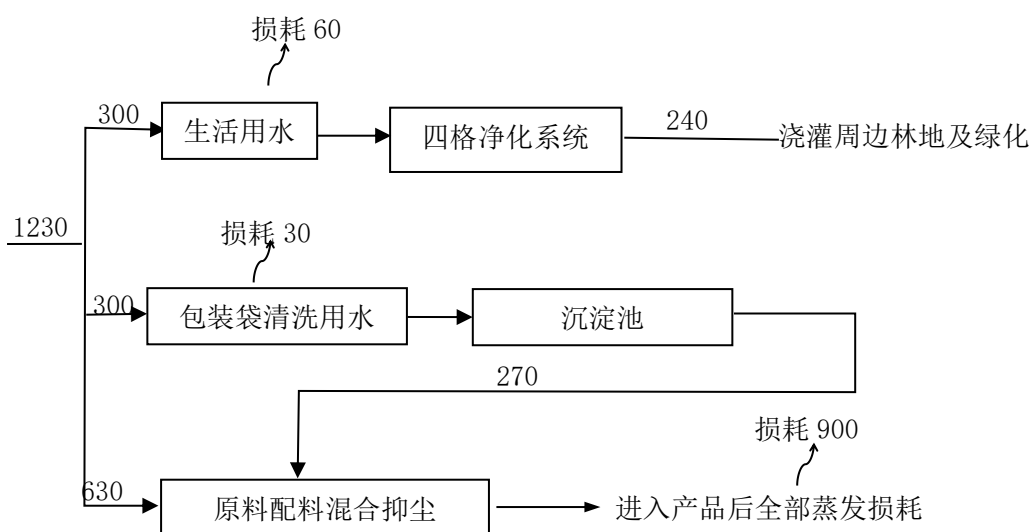 损耗 60
300
生活用水
四格净化系统
240
浇灌周边林地及绿化
1230
损耗 30
300
包装袋清洗用水
沉淀池
270
损耗 900
630
原料配料混合抑尘
进入产品后全部蒸发损耗